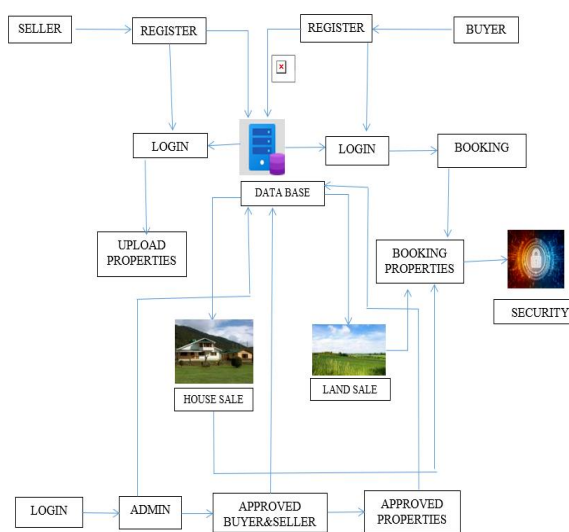 SELLER
REGISTER
REGISTER
BUYER
LOGIN
LOGIN
BOOKING
DATA BASE
UPLOAD
PROPERTIES
BOOKING
PROPERTIES
SECURITY
HOUSE SALE
LAND SALE
LOGIN
ADMIN
APPROVED
BUYER&SELLER
APPROVED
PROPERTIES